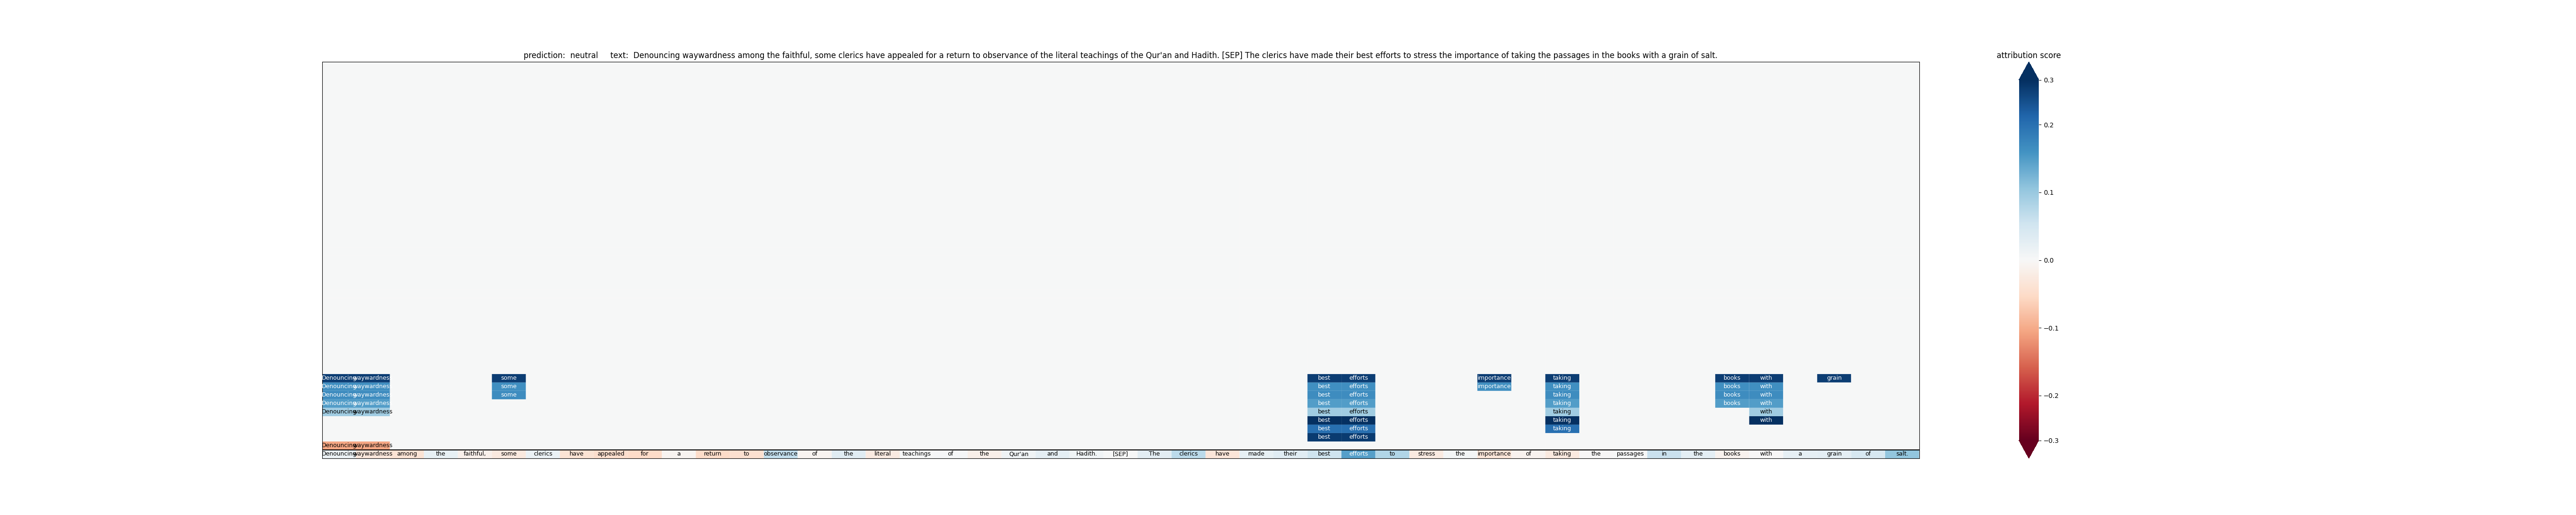 prediction:  neutral     text:  Denouncing waywardness among the faithful, some clerics have appealed for a return to observance of the literal teachings of the Qur'an and Hadith. [SEP] The clerics have made their best efforts to stress the importance of taking the passages in the books with a grain of salt.
attribution score
0.3
0.2
0.1
0.0
−0.1
−0.2
−0.3
Denouncing waywardness some best efforts importance taking books with grain
Denouncing waywardness some best efforts importance taking books with
Denouncing waywardness some best efforts taking books with
Denouncing waywardness best efforts taking books with
Denouncing waywardness best efforts taking with
best efforts taking with
best efforts taking
best efforts
Denouncing waywardness
Denouncing waywardness among the faithful, some clerics have appealed for a return to observance of the literal teachings of the Qur'an and Hadith. [SEP] The clerics have made their best efforts to stress the importance of taking the passages in the books with a grain of salt.